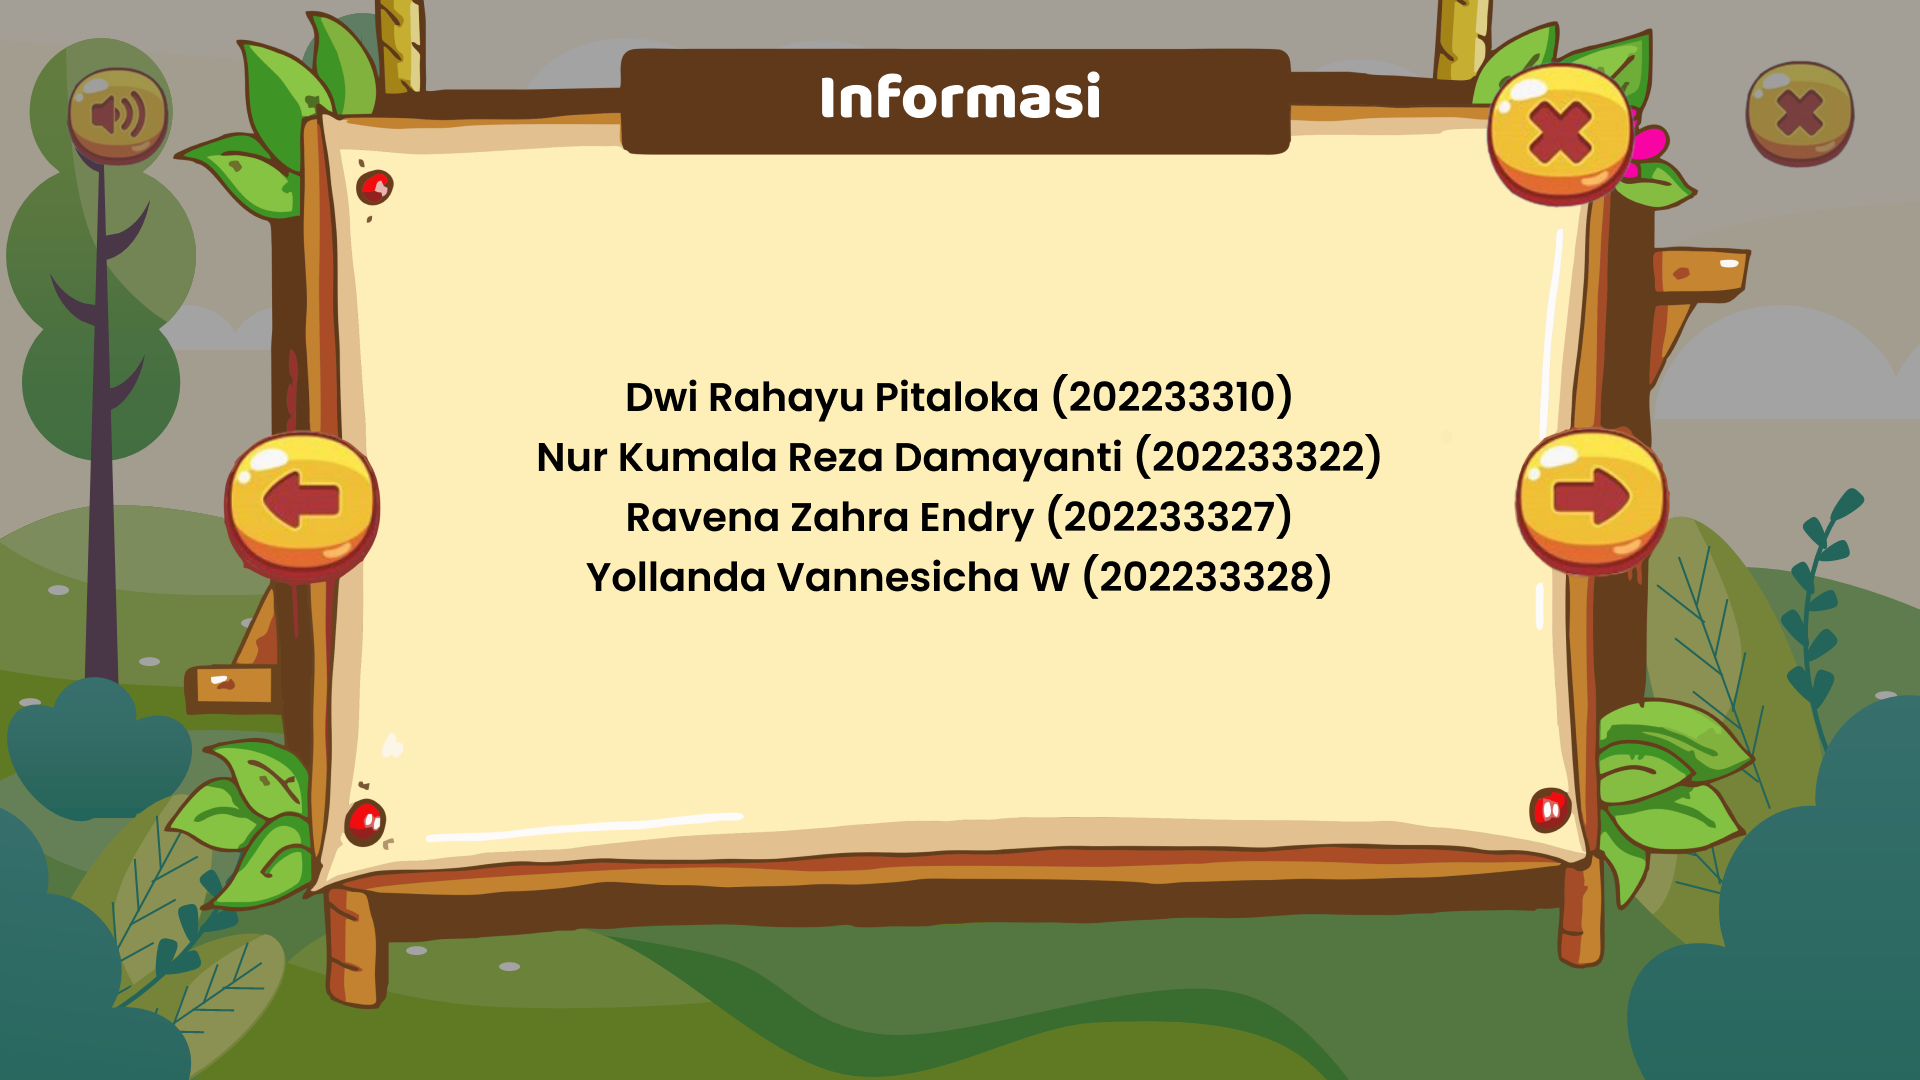 Informasi
Dwi Rahayu Pitaloka (202233310)
Nur Kumala Reza Damayanti (202233322)
Ravena Zahra Endry (202233327)
Yollanda Vannesicha W (202233328)